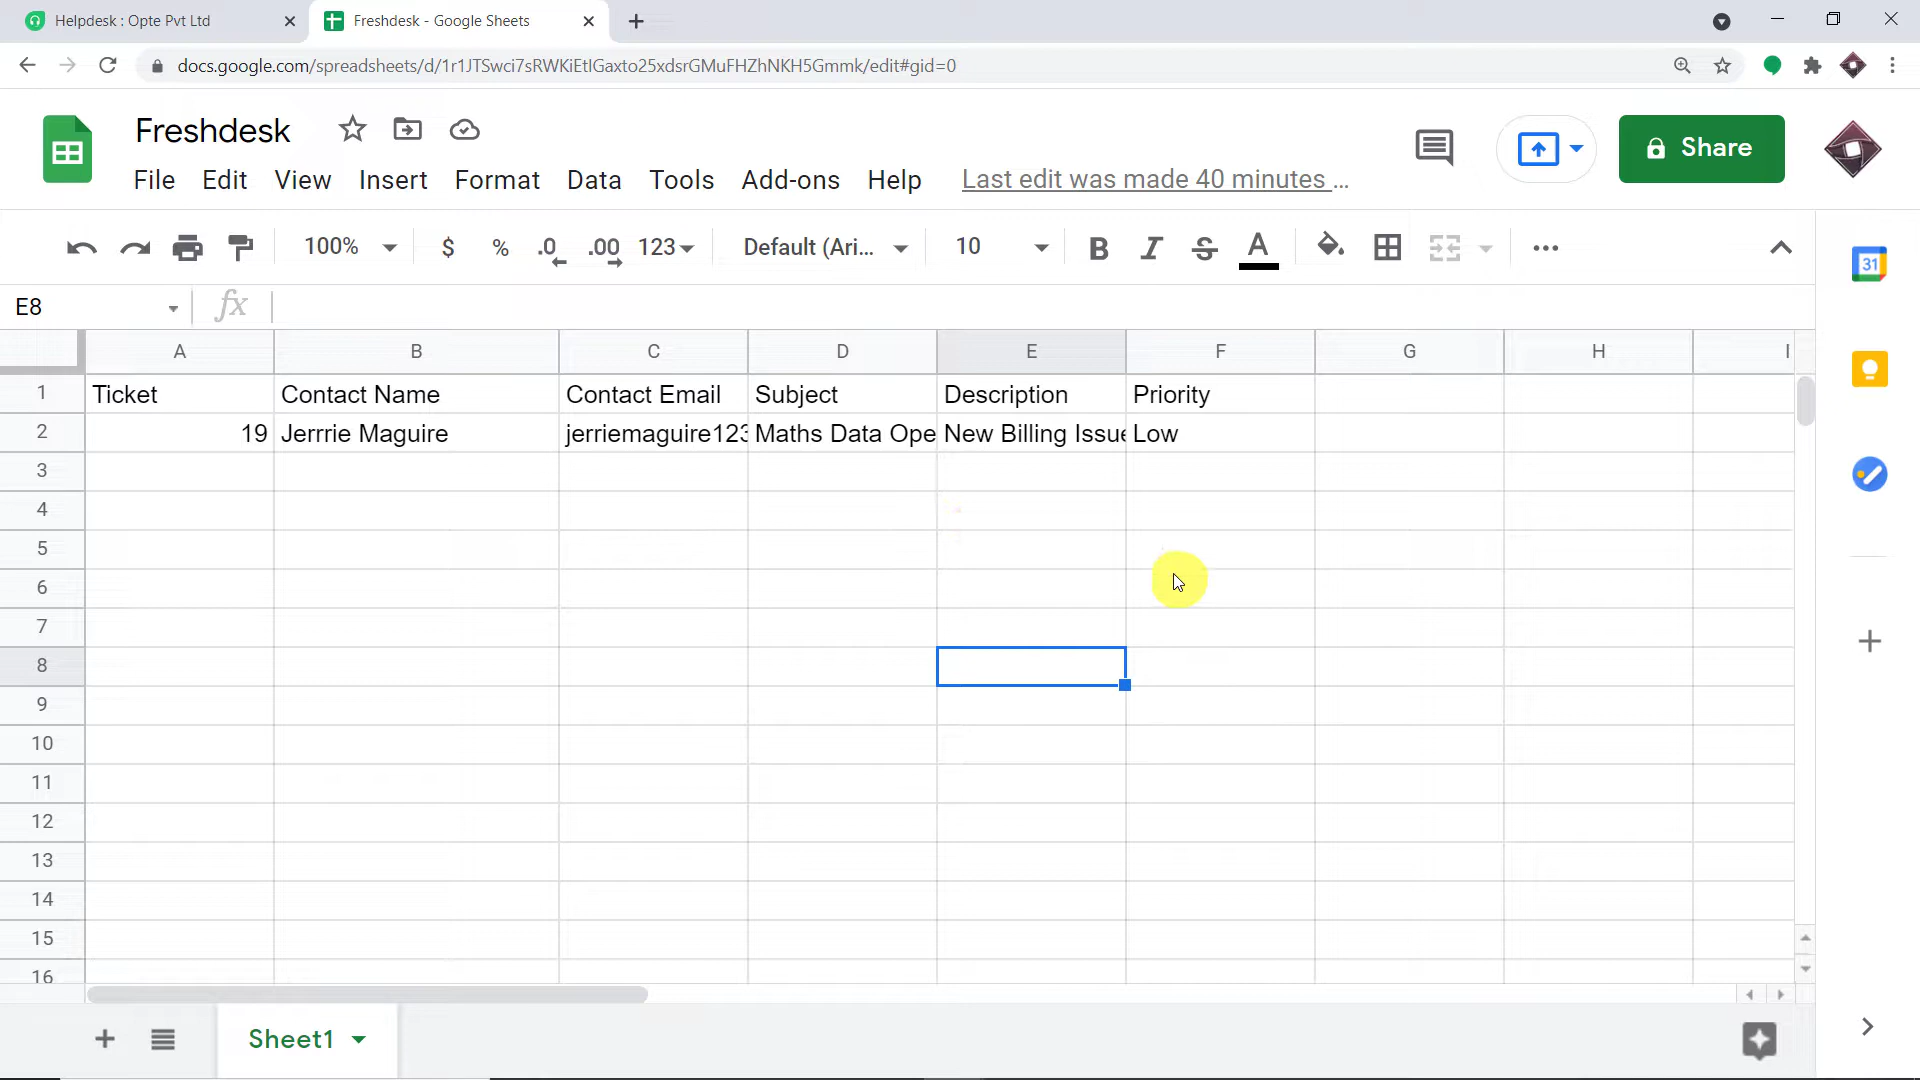 Helpdesk : Opte Pvt Ltd
Freshdesk - Google Sheets
docs.google.com/spreadsheets/d/1r1JTSwci7sRWKiEtIGaxto25xdsrGMuFHZhNKH5Gmmk/edit#gid=0
Freshdesk
File Edit View Insert Format Data Tools Add-ons Help Last edit was made 40 minutes ...
Share
100% $ % .0 .00 123 Default (Ari... 10 B I S A
31
E8 fx
A B C D E F G H I
1 Ticket Contact Name Contact Email Subject Description Priority
2 19 Jerrrie Maguire jerriemaguire123 Maths Data Ope New Billing Issue Low
3
4
5
6
7
8
9
10
11
12
13
14
15
16
Sheet1